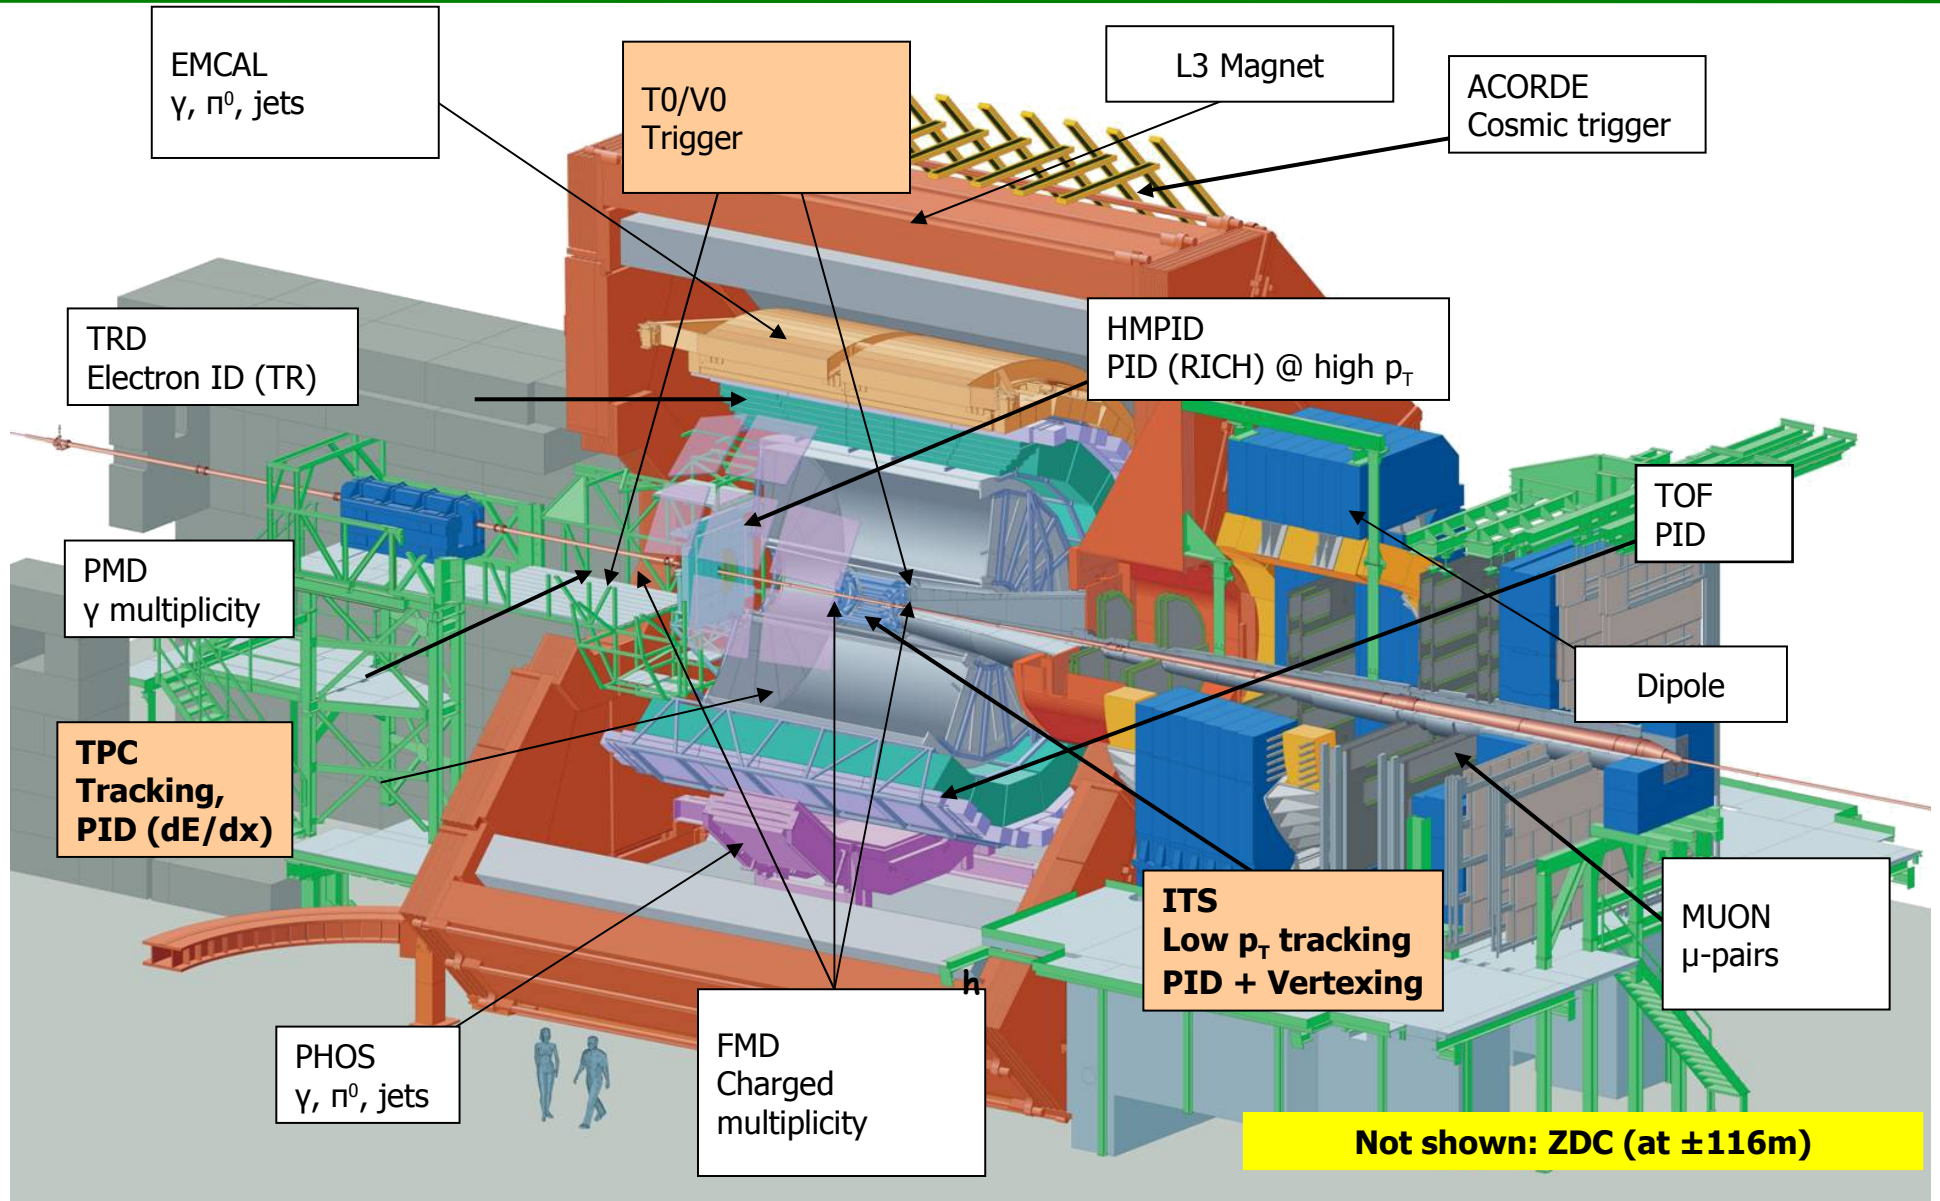 EMCAL
γ, π⁰, jets
T0/V0
Trigger
L3 Magnet
ACORDE
Cosmic trigger
TRD
Electron ID (TR)
HMPID
PID (RICH) @ high pT
TOF
PID
PMD
γ multiplicity
Dipole
TPC
Tracking,
PID (dE/dx)
ITS
Low pT tracking
PID + Vertexing
MUON
μ-pairs
h
PHOS
γ, π⁰, jets
FMD
Charged
multiplicity
Not shown: ZDC (at ±116m)